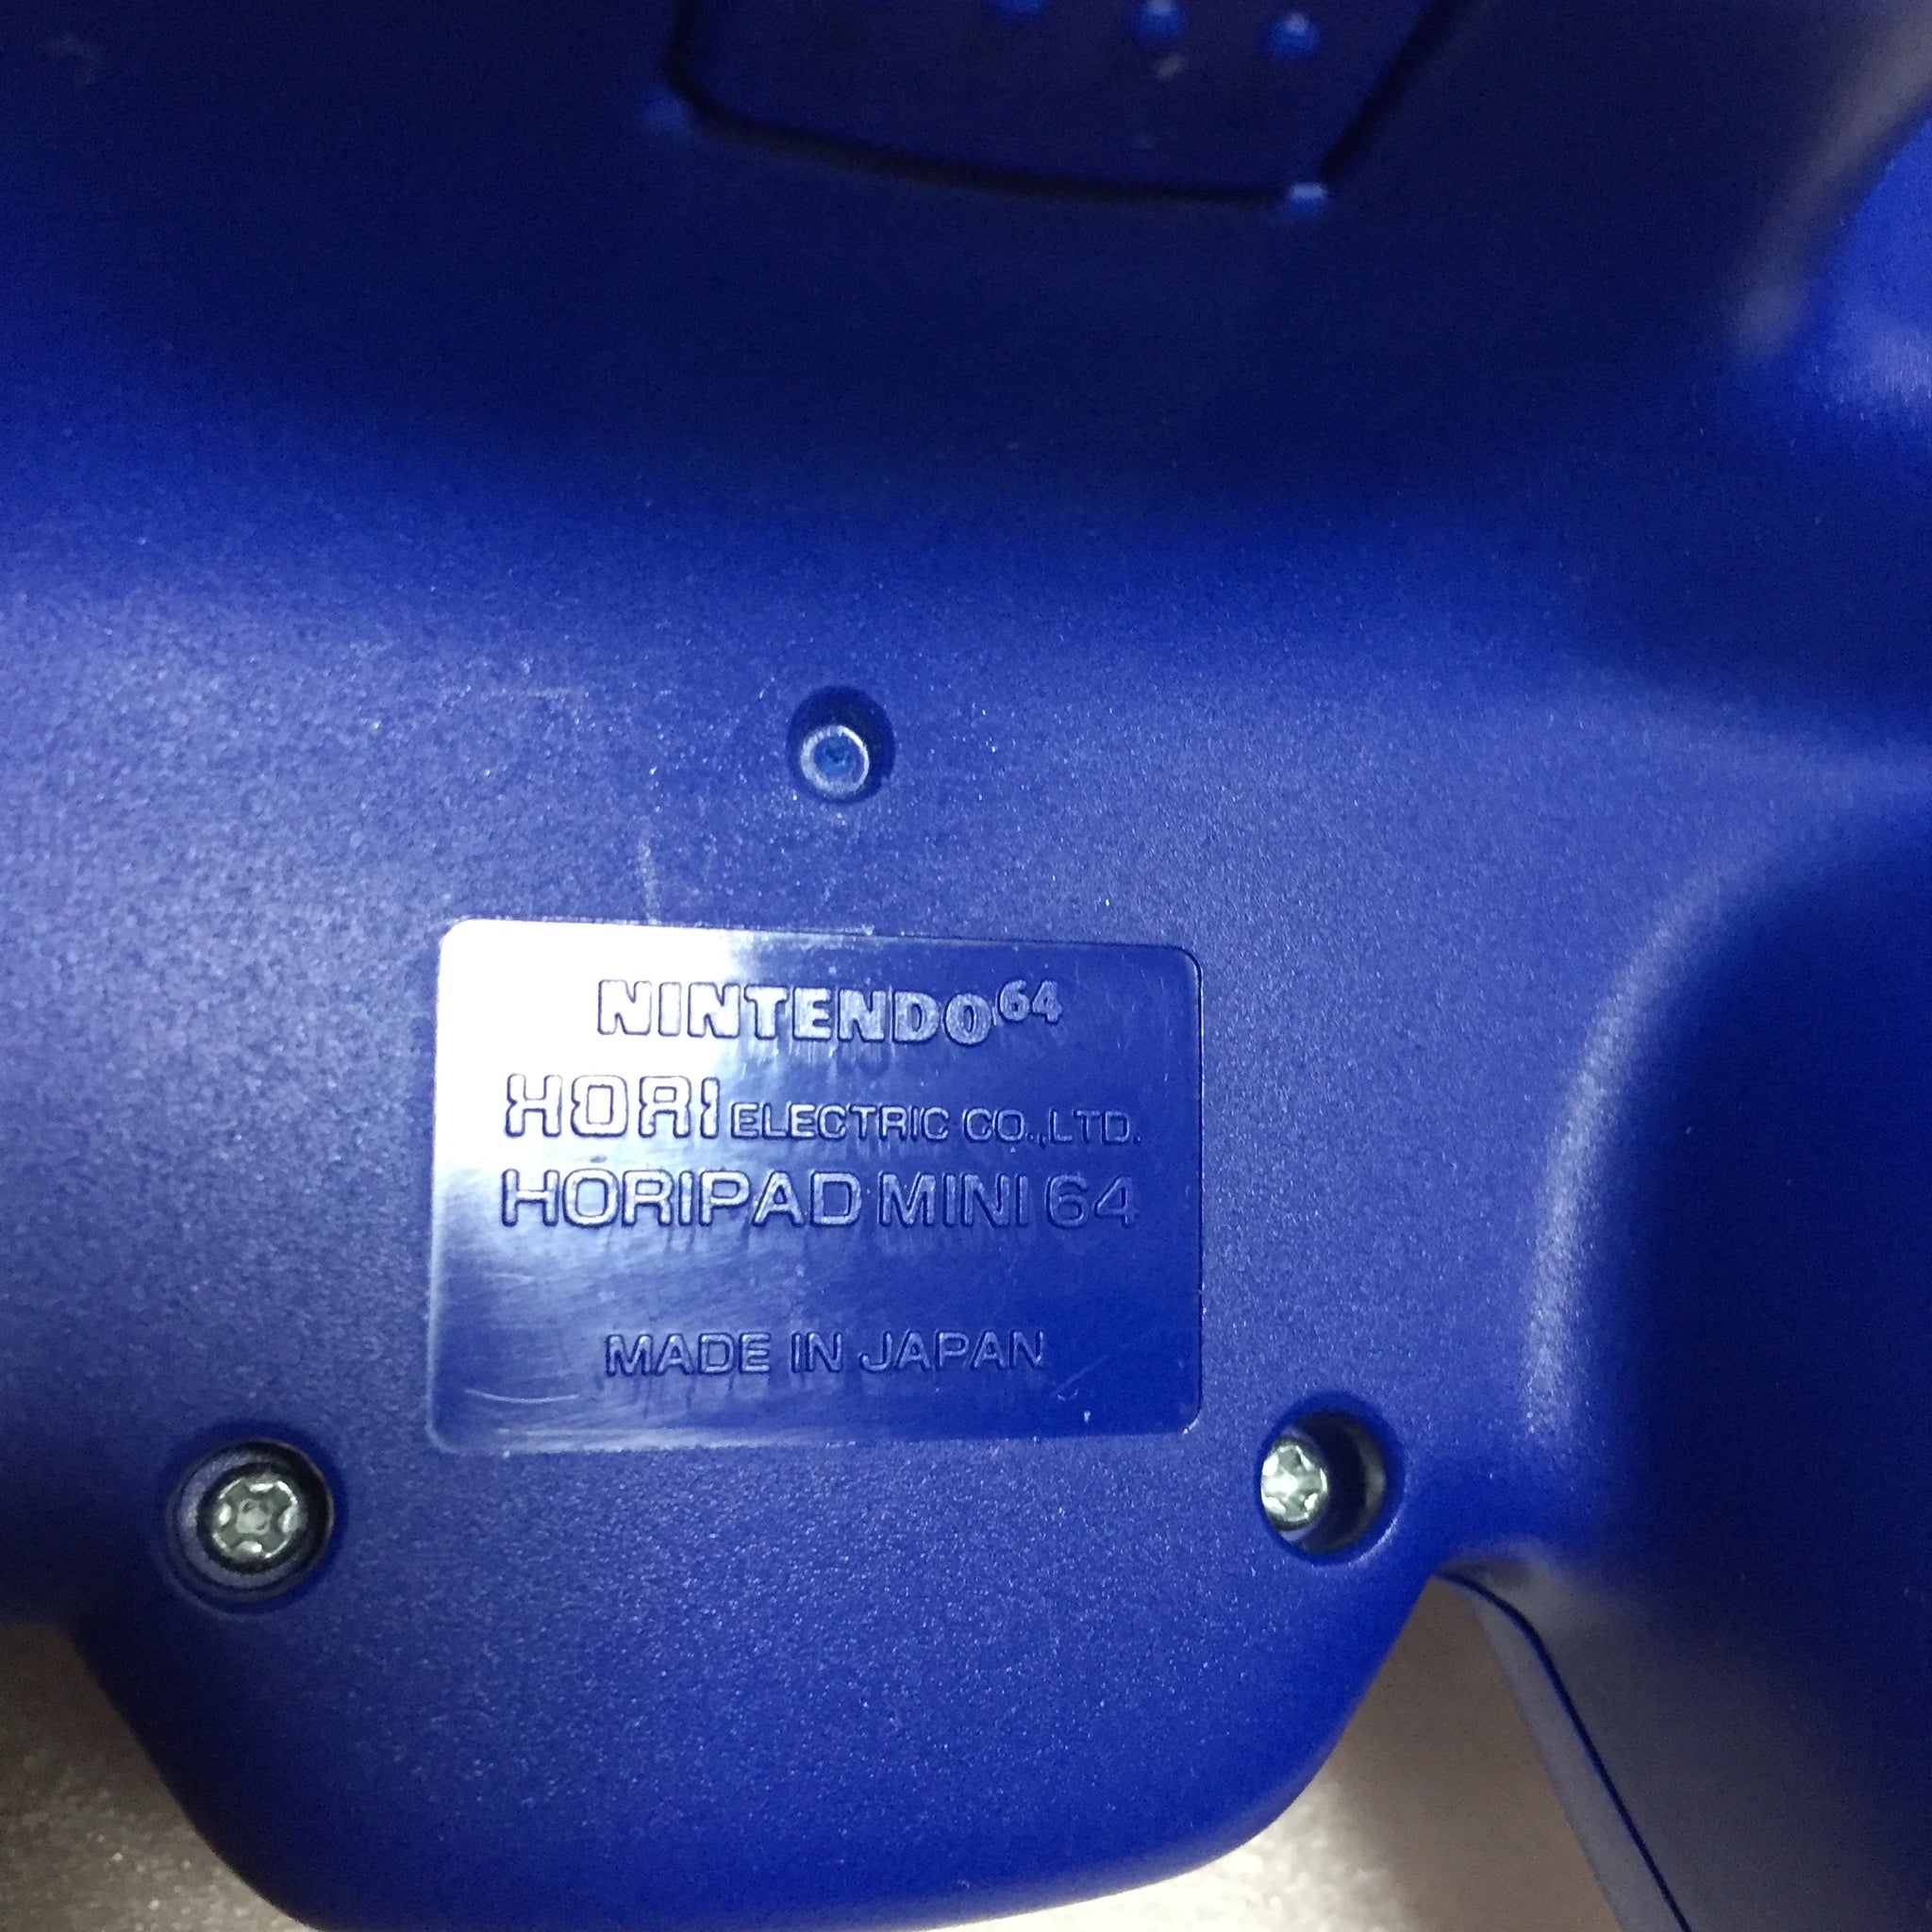 NINTENDO64
HORI ELECTRIC CO.,LTD.
HORIPAD MINI 64
MADE IN JAPAN